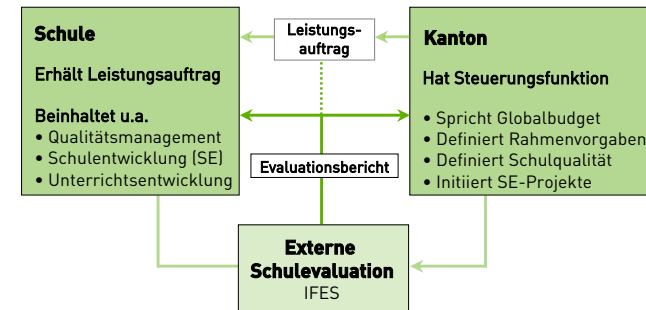 Schule
Erhält Leistungsauftrag
Beinhaltet u.a.
• Qualitätsmanagement
• Schulentwicklung (SE)
• Unterrichtsentwicklung
Leistungs-
auftrag
Evaluationsbericht
Kanton
Hat Steuerungsfunktion
• Spricht Globalbudget
• Definiert Rahmenvorgaben
• Definiert Schulqualität
• Initiiert SE-Projekte
Externe
Schulevaluation
IFES